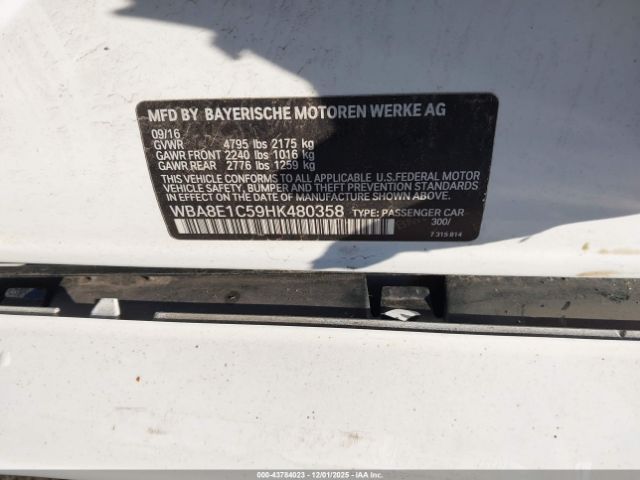 MFD BY BAYERISCHE MOTOREN WERKE AG
09/16
GVWR 4795 lbs 2175 kg
GAWR FRONT 2240 lbs 1016 kg
GAWR REAR 2776 lbs 1259 kg
THIS VEHICLE CONFORMS TO ALL APPLICABLE U.S.FEDERAL MOTOR
VEHICLE SAFETY, BUMPER AND THEFT PREVENTION STANDARDS
IN EFFECT ON THE DATE OF MANUFACTURE SHOWN ABOVE.
WBA8E1C59HK480358 TYPE: PASSENGER CAR
300/
7 315 814
000-43784023 | 12/01/2025 - IAAI.COM